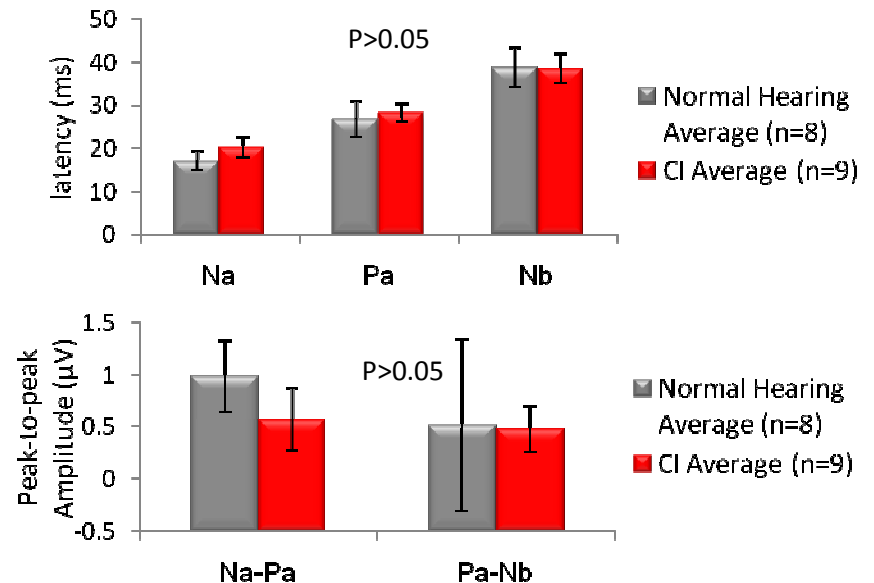 50
40
30
20
10
0
latency (ms)
P>0.05
Na
Pa
Nb
Normal Hearing
Average (n=8)
CI Average (n=9)
1.5
1
0.5
0
-0.5
Peak-to-peak
Amplitude (μV)
P>0.05
Na-Pa
Pa-Nb
Normal Hearing
Average (n=8)
CI Average (n=9)